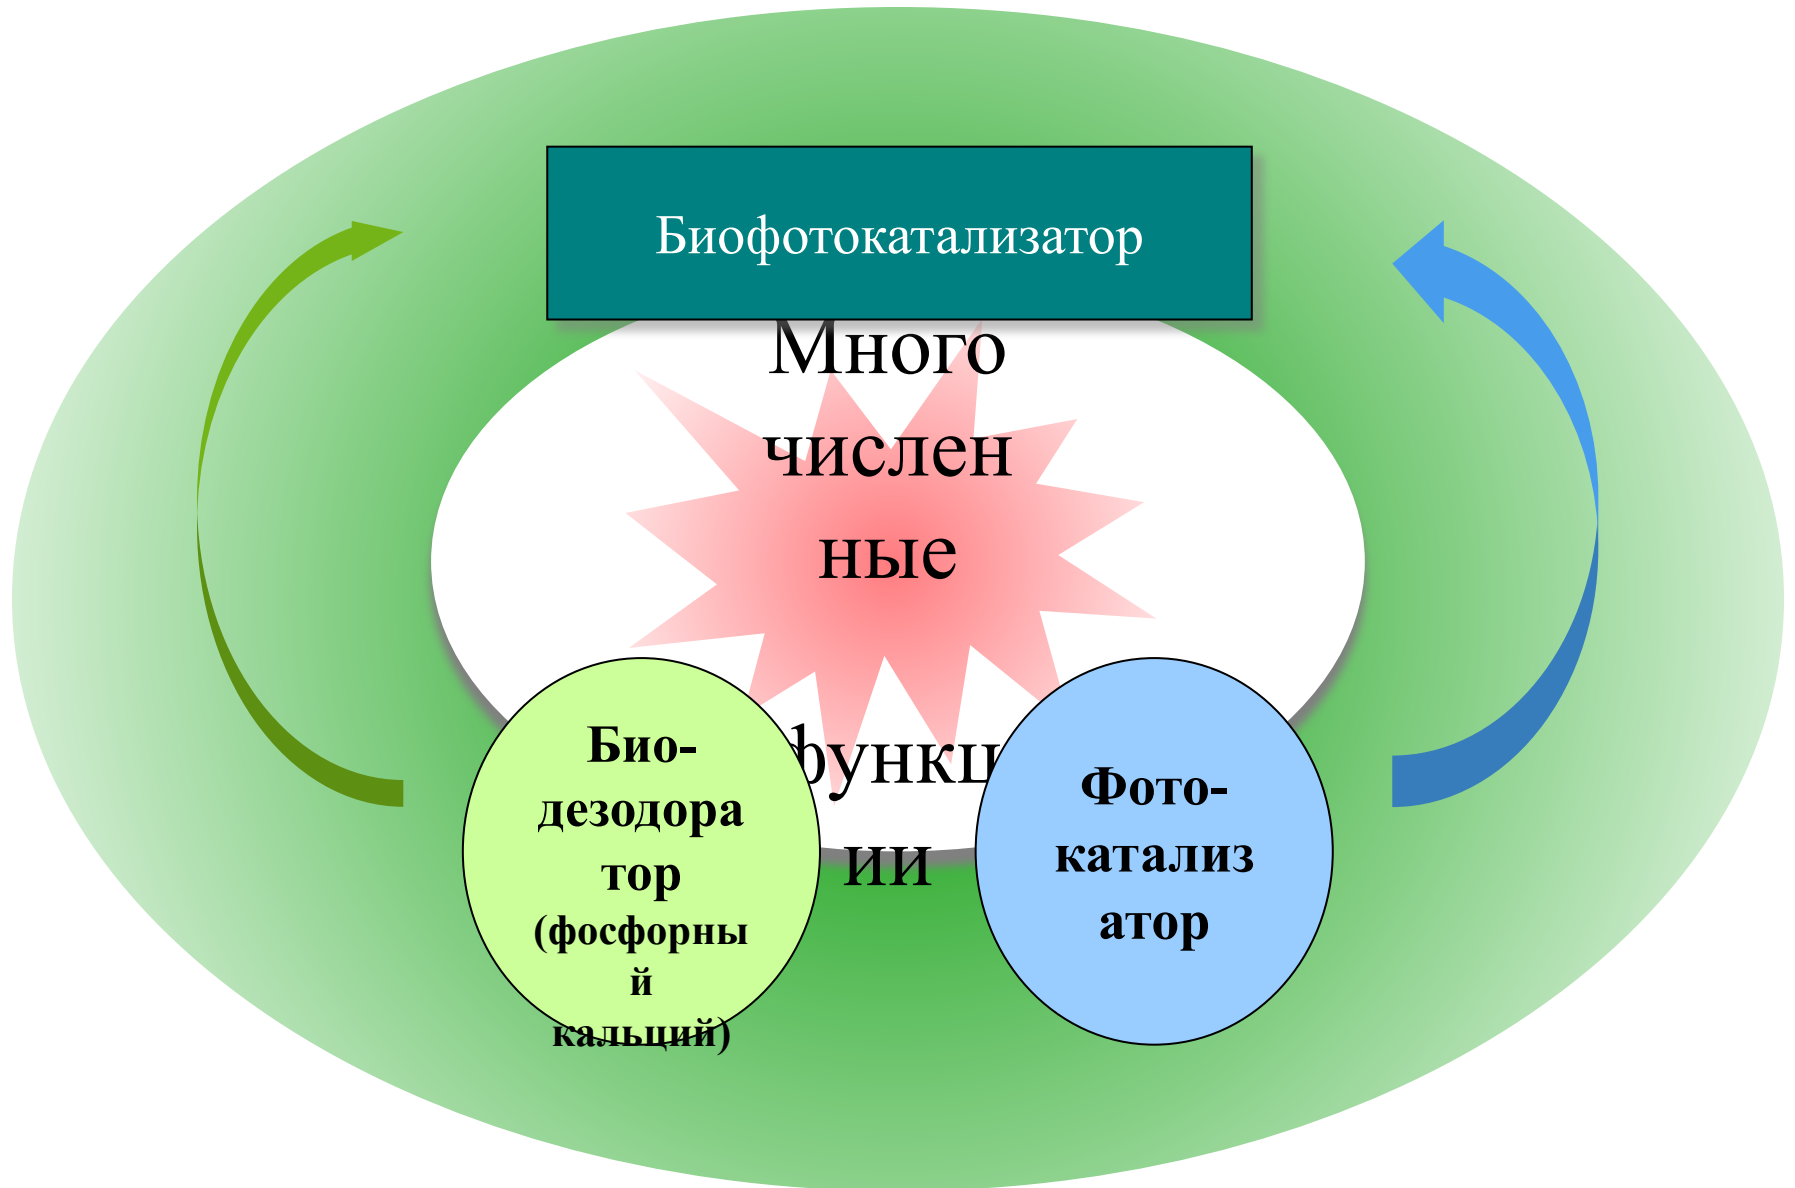 Биофотокатализатор
Много
числен
ные
функц
ии
Био-
дезодора
тор
(фосфорны
й
кальций)
Фото-
катализ
атор